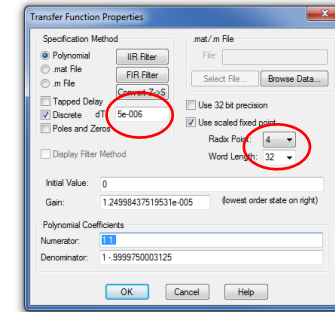 Transfer Function Properties
Specification Method
Polynomial
.mat File
.m File
IIR Filter
FIR Filter
Convert Z->S
Tapped Delay
Discrete dT 5e-006
Poles and Zeros
Display Filter Method
.mat/.m File
File:
Select File... Browse Data...
Use 32 bit precision
Use scaled fixed point
Radix Point: 4
Word Length: 32
Initial Value: 0
Gain: 1.24998437519531e-005 (lowest order state on right)
Polynomial Coefficients
Numerator: 1 1
Denominator: 1 -.9999750003125
OK Cancel Help